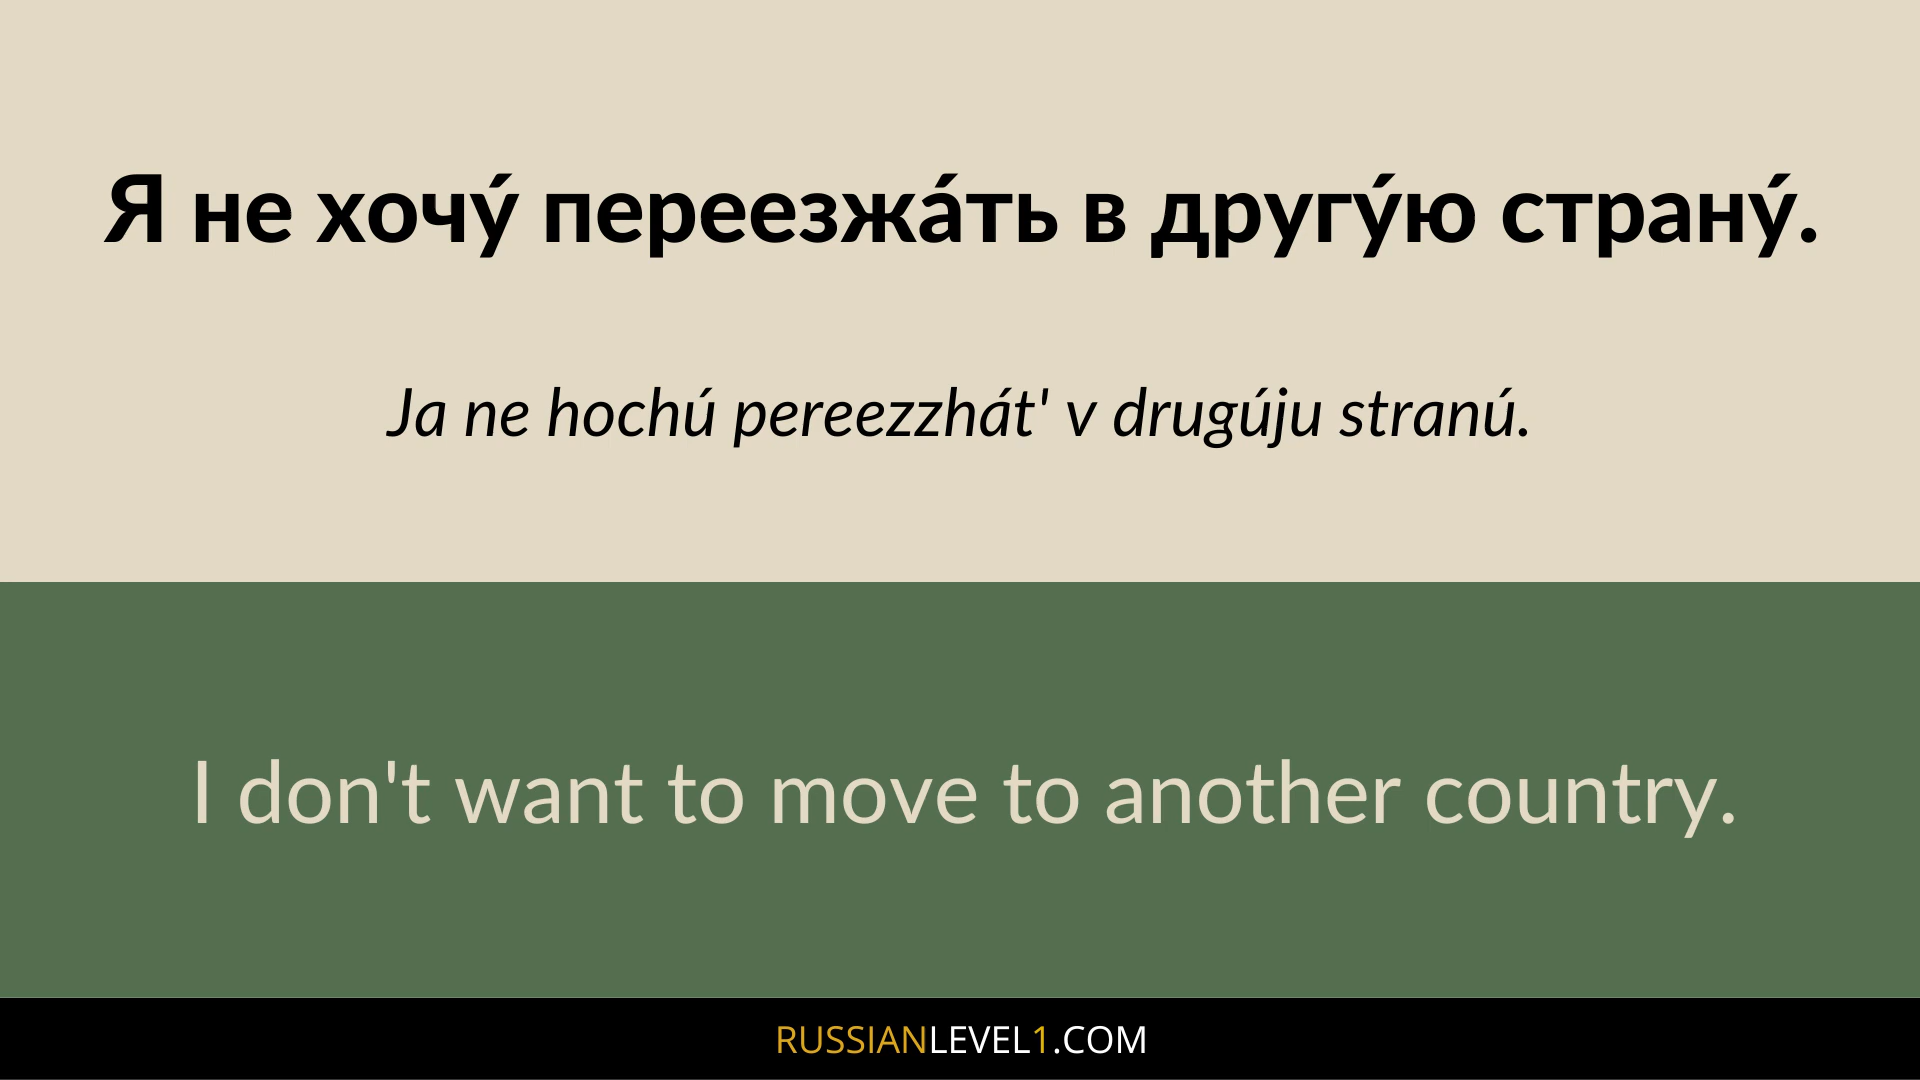 Я не хочу́ переезжа́ть в другу́ю страну́.
Ja ne hochú pereezzhát' v drugúju stranú.
I don't want to move to another country.
RUSSIANLEVEL1.COM